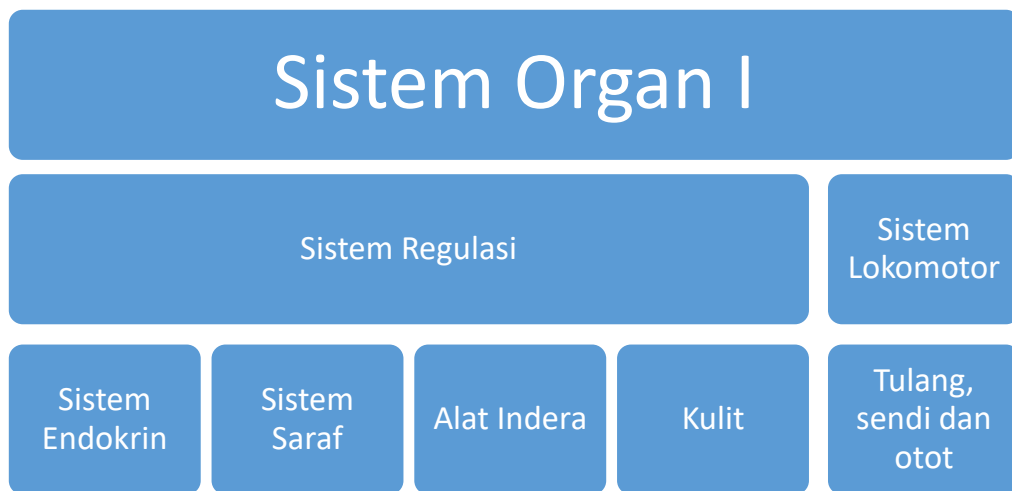 Sistem Organ I
Sistem Regulasi
Sistem
Lokomotor
Sistem
Endokrin
Sistem
Saraf
Alat Indera
Kulit
Tulang,
sendi dan
otot